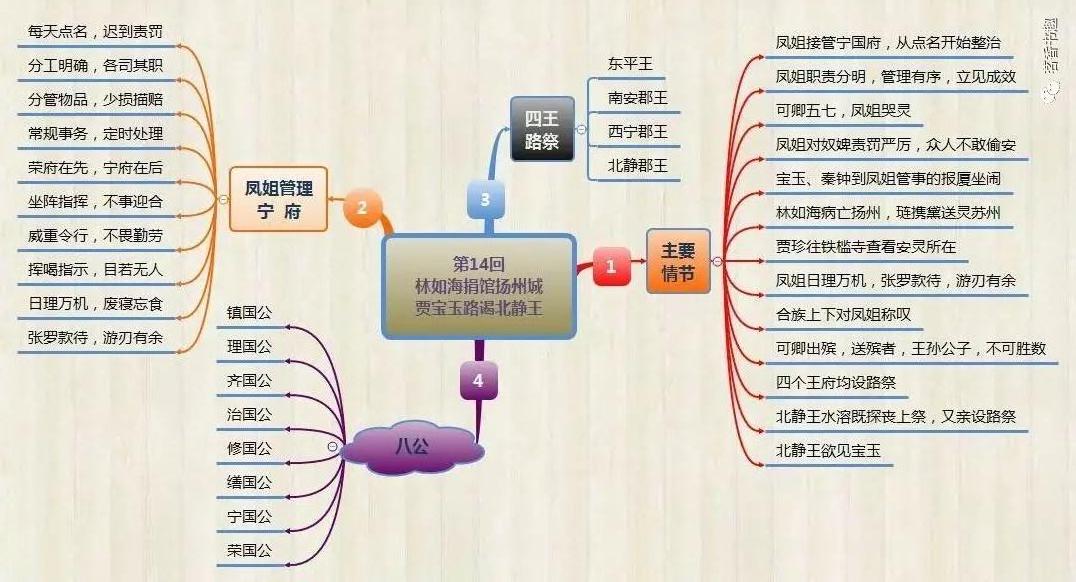 第14回
林如海捐馆扬州城
贾宝玉路谒北静王
1
主要
情节
凤姐接管宁国府，从点名开始整治
凤姐职责分明，管理有序，立见成效
可卿五七，凤姐哭灵
凤姐对奴婢责罚严厉，众人不敢偷安
宝玉、秦钟到凤姐管事的报厦坐闹
林如海病亡扬州，琏携黛送灵苏州
贾珍往铁槛寺查看安灵所在
凤姐日理万机，张罗款待，游刃有余
合族上下对凤姐称叹
可卿出殡，送殡者，王孙公子，不可胜数
四个王府均设路祭
北静王水溶既探丧上祭，又亲设路祭
北静王欲见宝玉
2
凤姐管理
宁 府
每天点名，迟到责罚
分工明确，各司其职
分管物品，少损描赔
常规事务，定时处理
荣府在先，宁府在后
坐阵指挥，不事迎合
威重令行，不畏勤劳
挥喝指示，目若无人
日理万机，废寝忘食
张罗款待，游刃有余
3
四王
路祭
东平王
南安郡王
西宁郡王
北静郡王
4
八公
镇国公
理国公
齐国公
治国公
修国公
缮国公
宁国公
荣国公